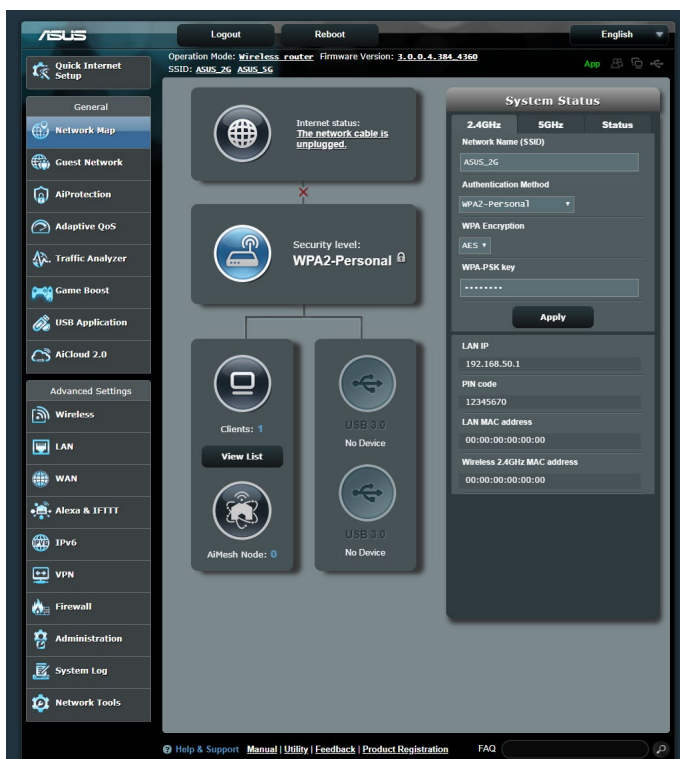 ASUS
Logout
Reboot
English
Quick Internet
Setup
Operation Mode: Wireless router Firmware Version: 3.0.0.4.384_4360
SSID: ASUS_2G ASUS_5G
App
General
Network Map
Guest Network
AiProtection
Adaptive QoS
Traffic Analyzer
Game Boost
USB Application
AiCloud 2.0
Advanced Settings
Wireless
LAN
WAN
Alexa & IFTTT
IPv6
VPN
Firewall
Administration
System Log
Network Tools
Internet status:
The network cable is
unplugged.
Security level:
WPA2-Personal
Clients: 1
View List
AiMesh Node: 0
USB 3.0
No Device
USB 3.0
No Device
System Status
2.4GHz 5GHz Status
Network Name (SSID)
ASUS_2G
Authentication Method
WPA2-Personal
WPA Encryption
AES
WPA-PSK key
········
Apply
LAN IP
192.168.50.1
PIN code
12345670
LAN MAC address
00:00:00:00:00:00
Wireless 2.4GHz MAC address
00:00:00:00:00:00
Help & Support Manual | Utility | Feedback | Product Registration FAQ